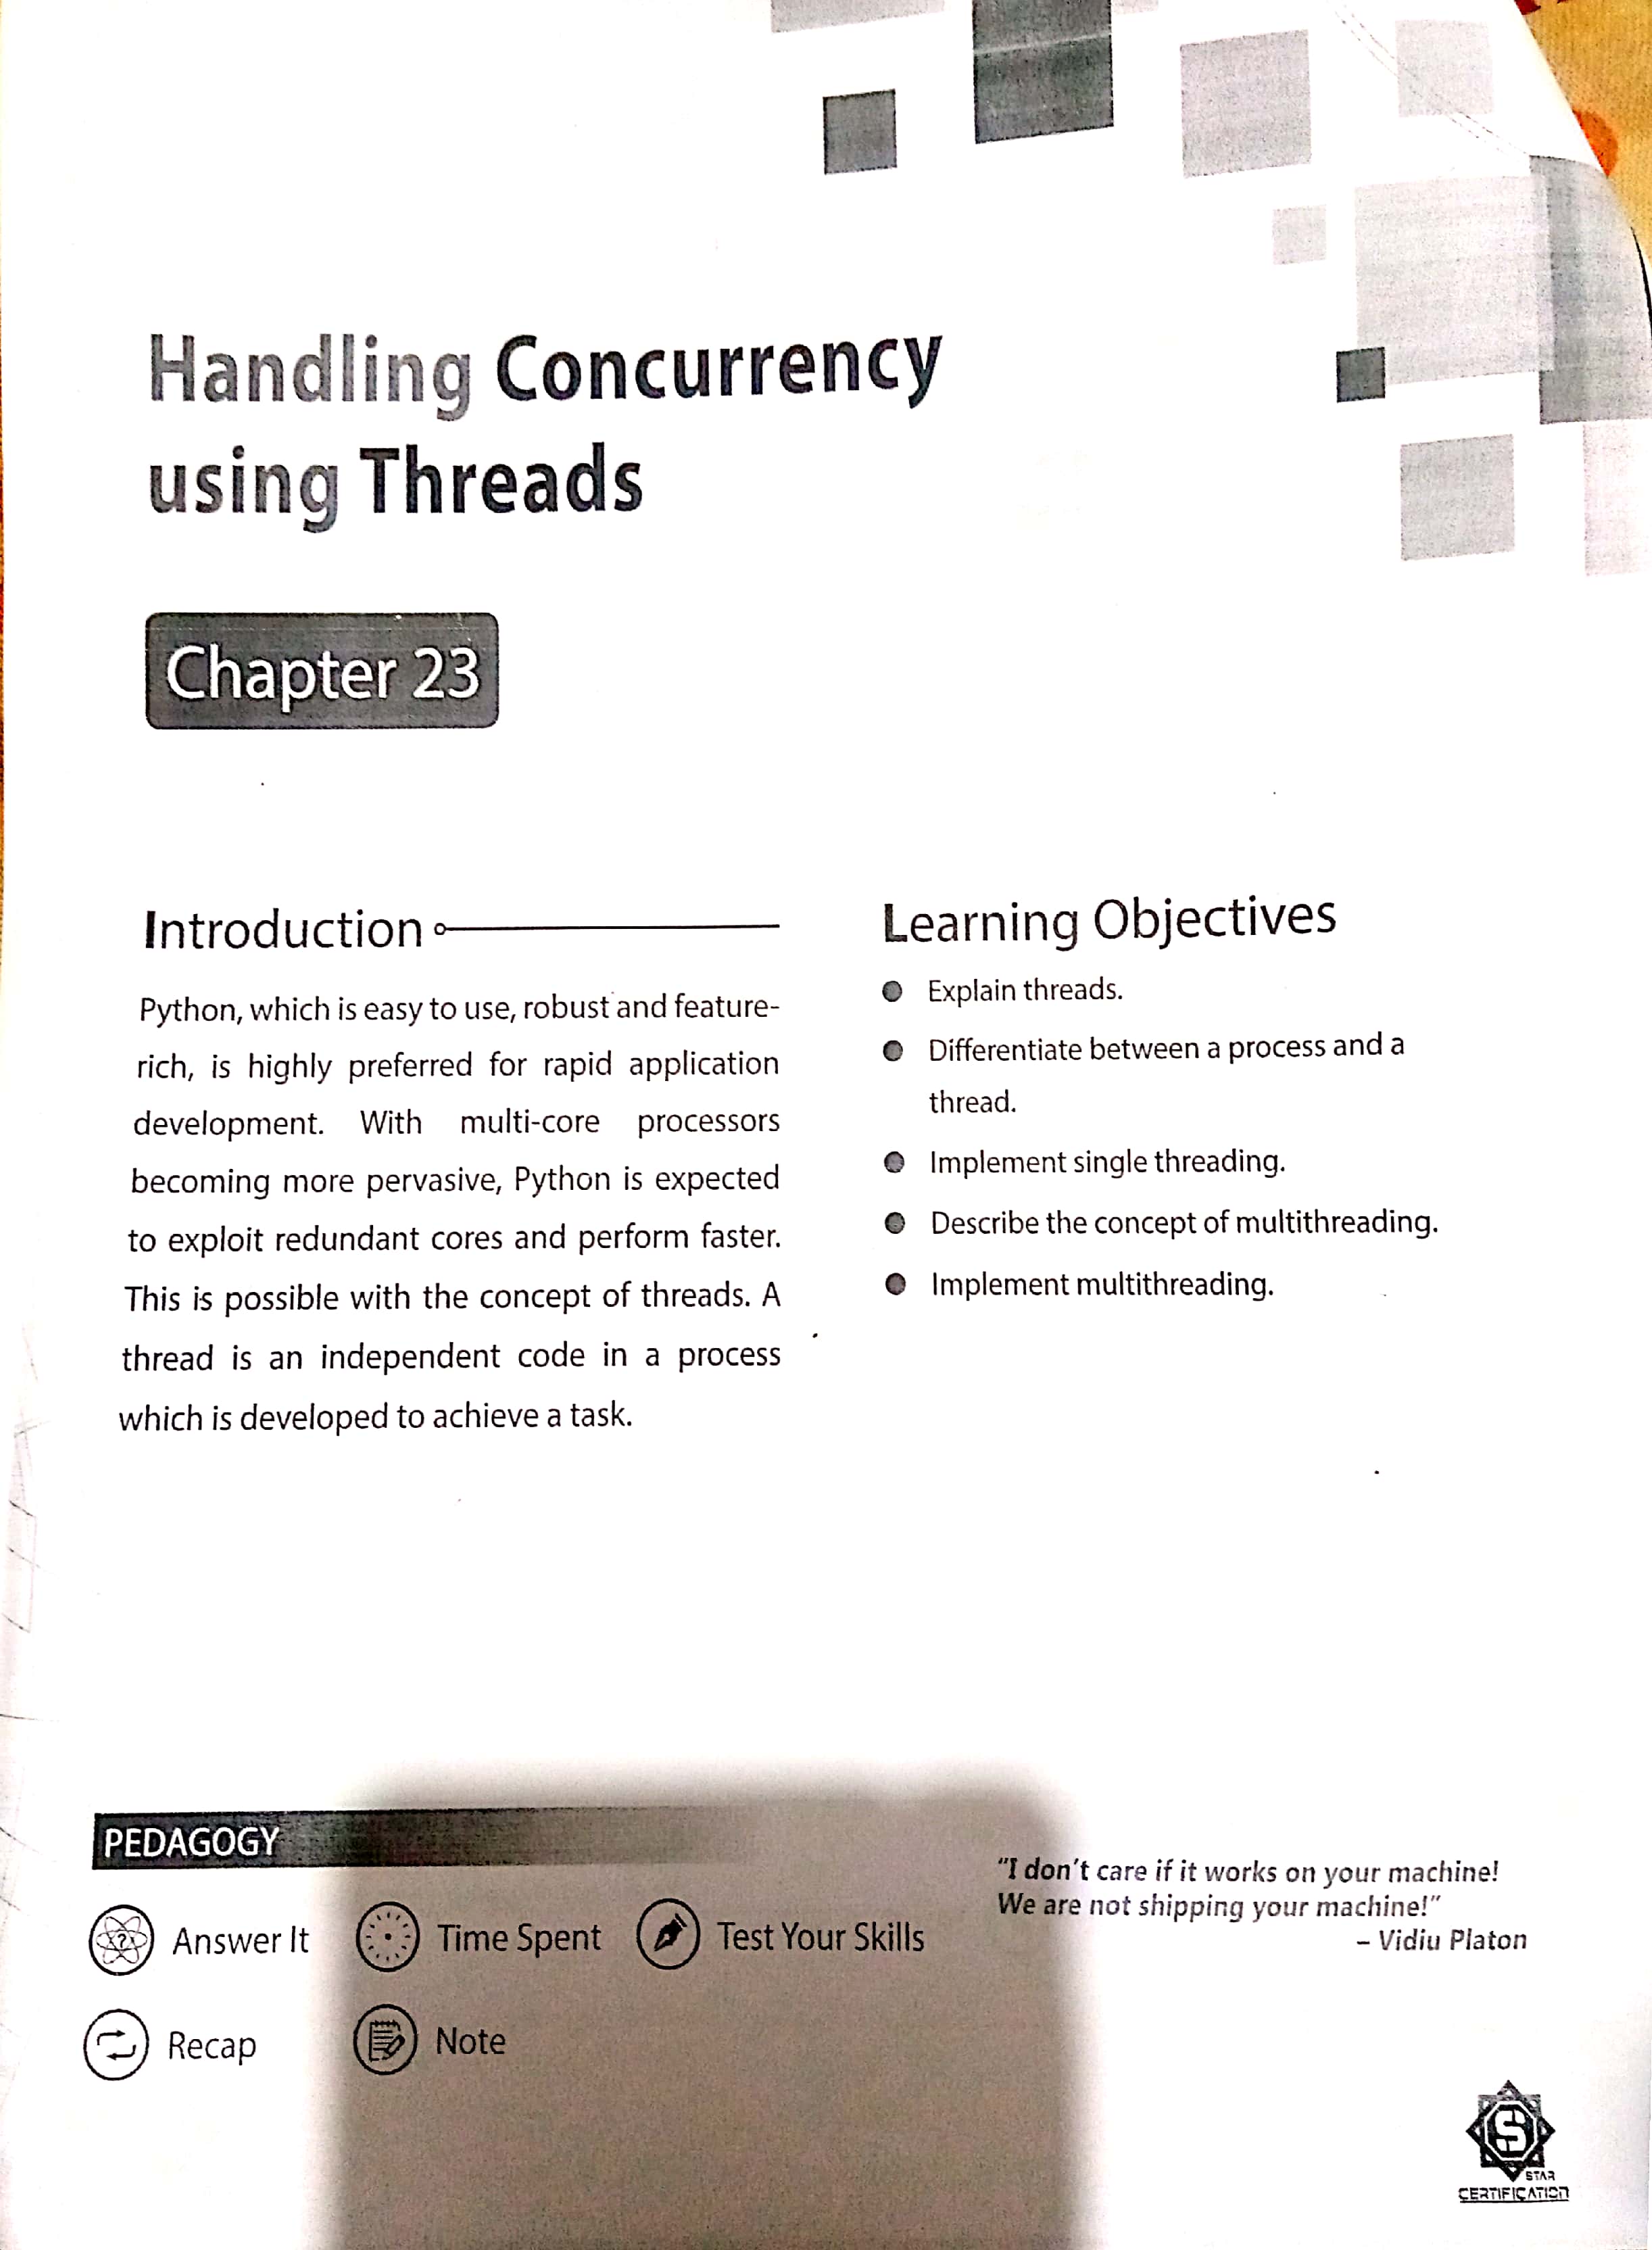 Handling Concurrency
using Threads
Chapter 23
Introduction
Python, which is easy to use, robust and feature-
rich, is highly preferred for rapid application
development. With multi-core processors
becoming more pervasive, Python is expected
to exploit redundant cores and perform faster.
This is possible with the concept of threads. A
thread is an independent code in a process
which is developed to achieve a task.
Learning Objectives
Explain threads.
Differentiate between a process and a
thread.
Implement single threading.
Describe the concept of multithreading.
Implement multithreading.
PEDAGOGY
Answer It
Time Spent
Test Your Skills
Recap
Note
"I don't care if it works on your machine!
We are not shipping your machine!"
– Vidiu Platon
S
STAR
CERTIFICATION